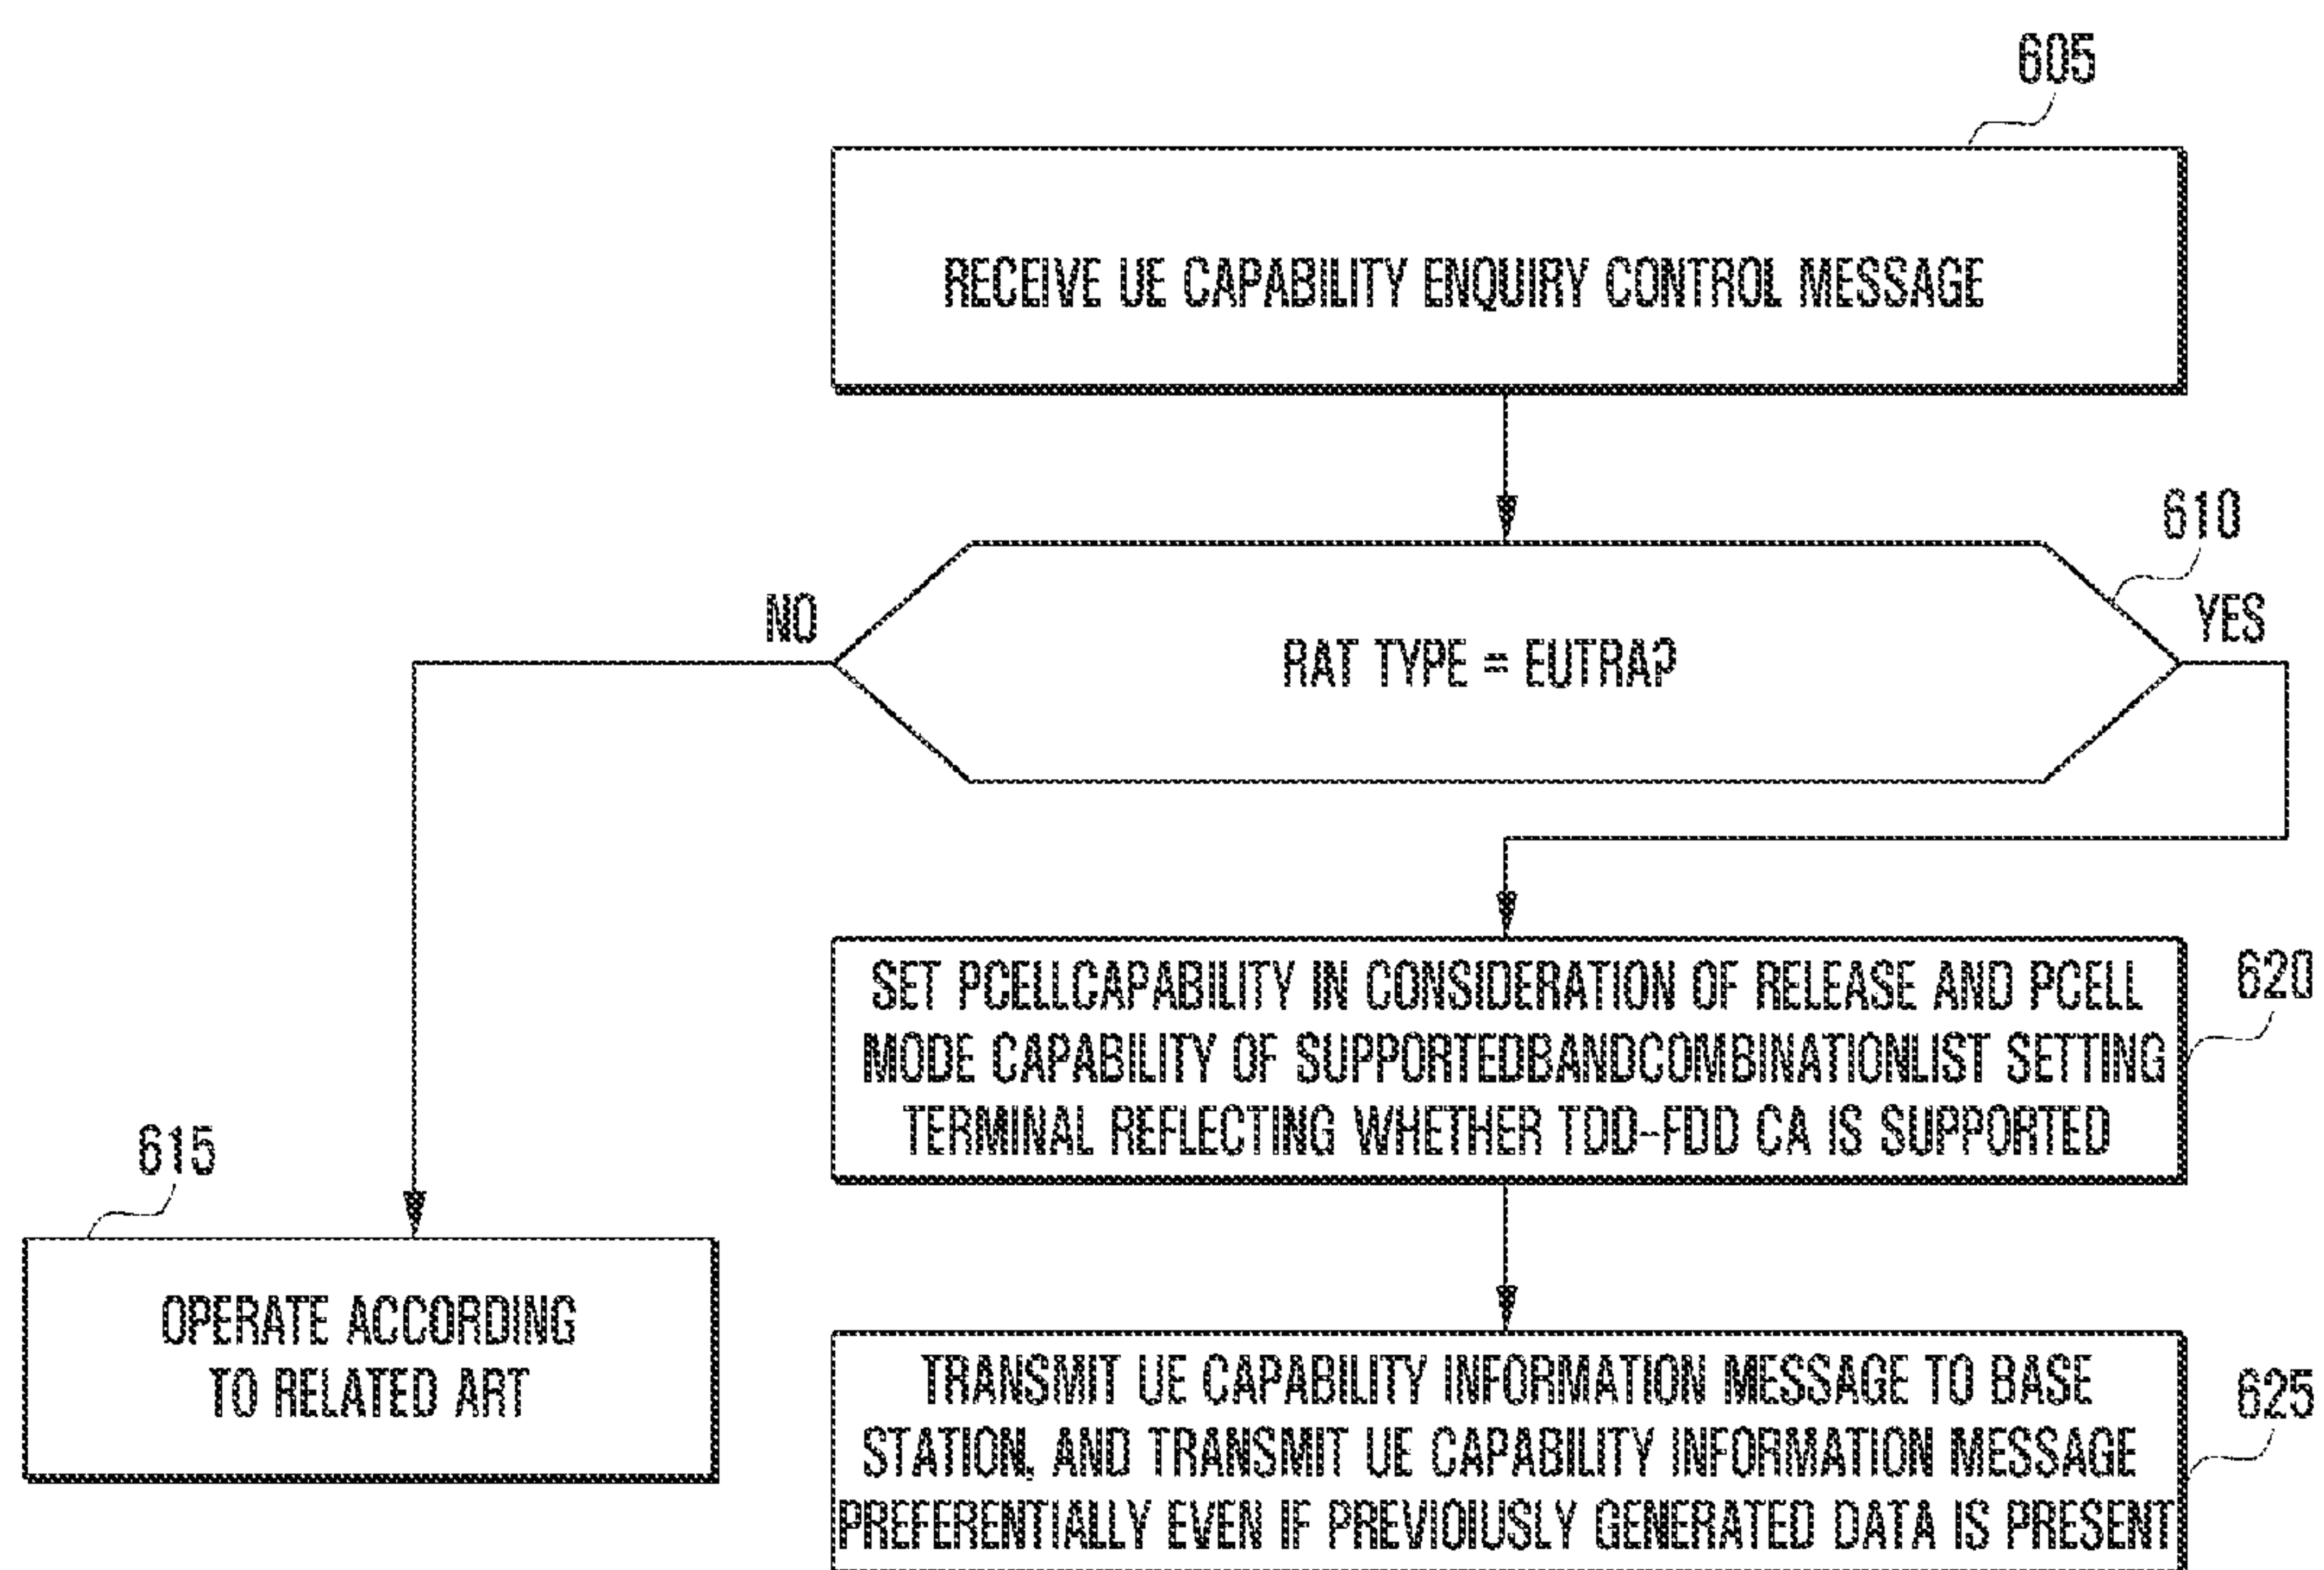 605
RECEIVE UE CAPABILITY ENQUIRY CONTROL MESSAGE
610
NO
YES
RAT TYPE = EUTRA?
SET PCELLCAPABILITY IN CONSIDERATION OF RELEASE AND PCELL
MODE CAPABILITY OF SUPPORTEDBANDCOMBINATIONLIST SETTING
TERMINAL REFLECTING WHETHER TDD-FDD CA IS SUPPORTED
620
615
OPERATE ACCORDING
TO RELATED ART
TRANSMIT UE CAPABILITY INFORMATION MESSAGE TO BASE
STATION, AND TRANSMIT UE CAPABILITY INFORMATION MESSAGE
PREFERENTIALLY EVEN IF PREVIOIUSLY GENERATED DATA IS PRESENT
625